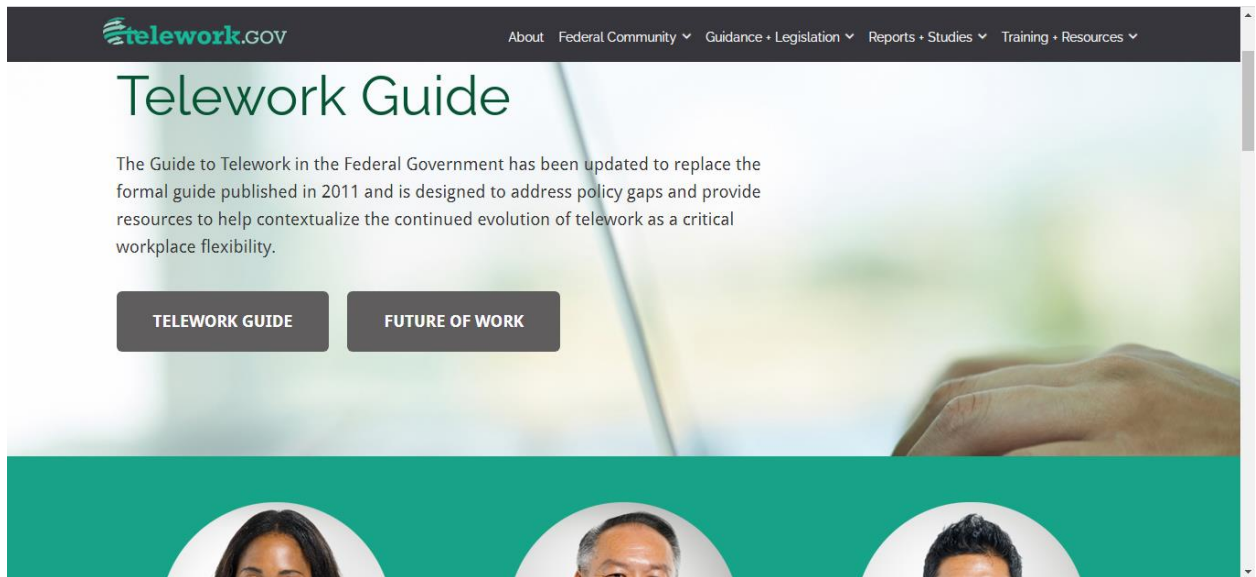 telework.GOV
About Federal Community Guidance + Legislation Reports + Studies Training + Resources
Telework Guide
The Guide to Telework in the Federal Government has been updated to replace the
formal guide published in 2011 and is designed to address policy gaps and provide
resources to help contextualize the continued evolution of telework as a critical
workplace flexibility.
TELEWORK GUIDE
FUTURE OF WORK